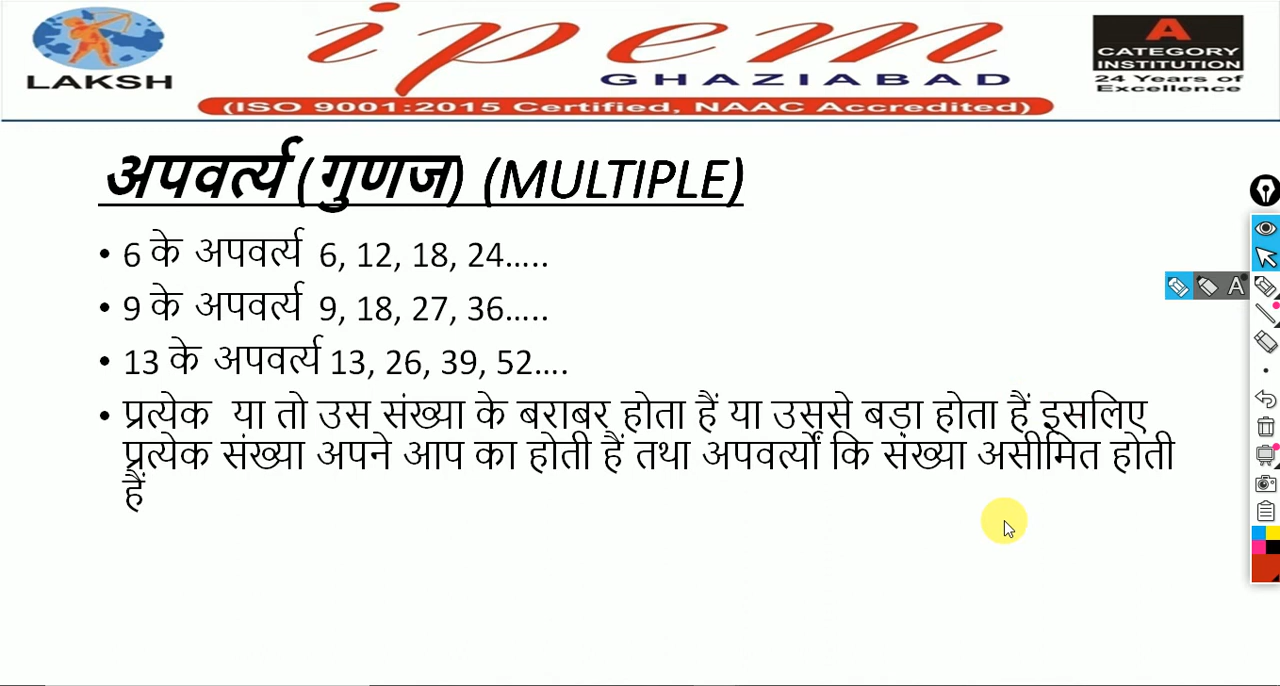 LAKSH
ipem
GHAZIABAD
(ISO 9001:2015 Certified, NAAC Accredited)
A
CATEGORY
INSTITUTION
24 Years of
Excellence
अपवर्त्य (गुणज) (MULTIPLE)
• 6 के अपवर्त्य 6, 12, 18, 24.....
• 9 के अपवर्त्य 9, 18, 27, 36.....
• 13 के अपवर्त्य 13, 26, 39, 52....
• प्रत्येक या तो उस संख्या के बराबर होता हैं या उससे बड़ा होता हैं इसलिए
प्रत्येक संख्या अपने आप का होती हैं तथा अपवर्त्यों कि संख्या असीमित होती
हैं
A